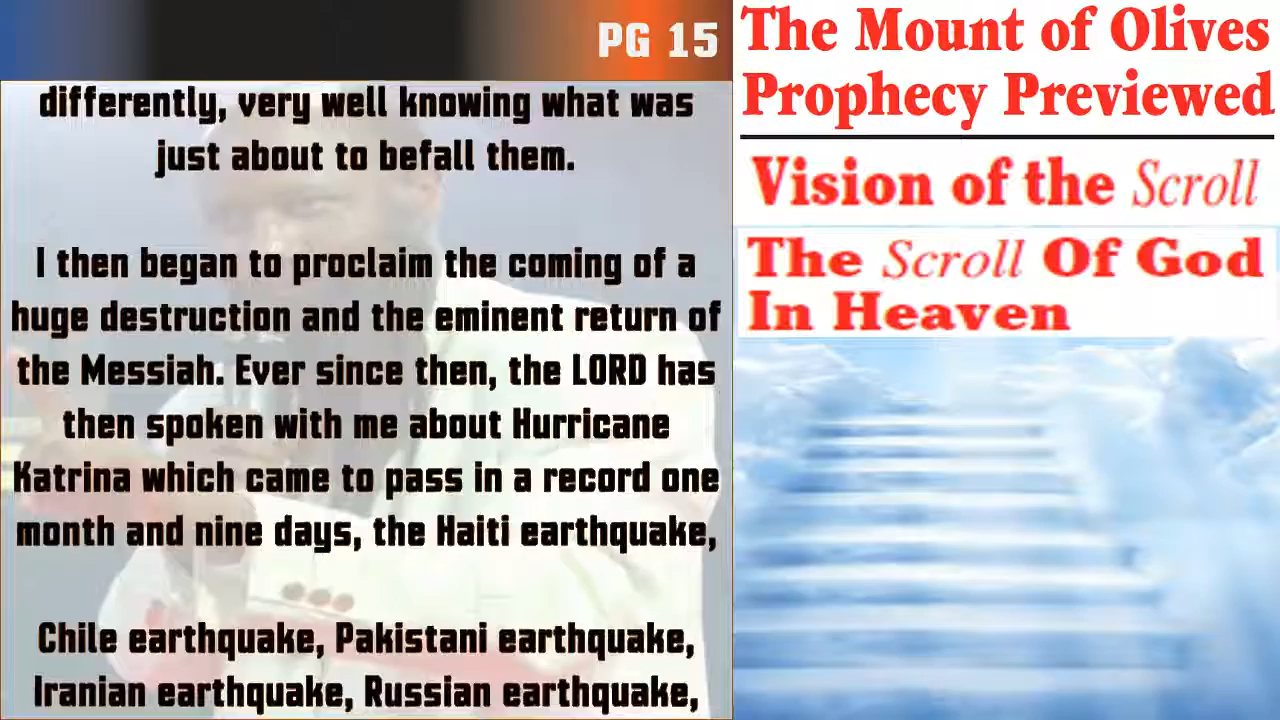 PG 15
differently, very well knowing what was
just about to befall them.
I then began to proclaim the coming of a
huge destruction and the eminent return of
the Messiah. Ever since then, the LORD has
then spoken with me about Hurricane
Katrina which came to pass in a record one
month and nine days, the Haiti earthquake,
Chile earthquake, Pakistani earthquake,
Iranian earthquake, Russian earthquake,
The Mount of Olives
Prophecy Previewed
Vision of the Scroll
The Scroll Of God
In Heaven